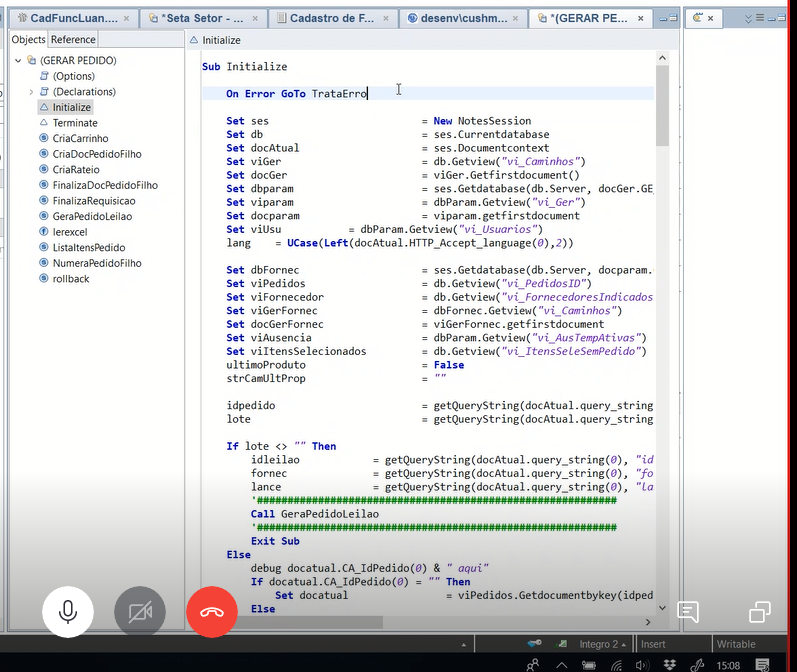 CadFuncLuan....
*Seta Setor - ...
Cadastro de F...
desenv\cushm...
*(GERAR PE...
Objects Reference
Initialize
(GERAR PEDIDO)
(Options)
(Declarations)
Initialize
Terminate
CriaCarrinho
CriaDocPedidoFilho
CriaRateio
FinalizaDocPedidoFilho
FinalizaRequisicao
GeraPedidoLeilao
lerexcel
ListaItensPedido
NumeraPedidoFilho
rollback
Sub Initialize
On Error GoTo TrataErro
Set ses = New NotesSession
Set db = ses.Currentdatabase
Set docAtual = ses.Documentcontext
Set viGer = db.Getview("vi_Caminhos")
Set docGer = viGer.Getfirstdocument()
Set dbparam = ses.Getdatabase(db.Server, docGer.GE_
Set viparam = dbParam.Getview("vi_Ger")
Set docparam = viparam.getfirstdocument
Set viUsu = dbParam.Getview("vi_Usuarios")
lang = UCase(Left(docAtual.HTTP_Accept_language(0),2))
Set dbFornec = ses.Getdatabase(db.Server, docparam.
Set viPedidos = db.Getview("vi_PedidosID")
Set viFornecedor = db.Getview("vi_FornecedoresIndicados
Set viGerFornec = dbFornec.Getview("vi_Caminhos")
Set docGerFornec = viGerFornec.getfirstdocument
Set viAusencia = dbParam.Getview("vi_AusTempAtivas")
Set viItensSelecionados = db.Getview("vi_ItensSeleSemPedido")
ultimoProduto = False
strCamUltProp = ""
idpedido = getQueryString(docAtual.query_string
lote = getQueryString(docAtual.query_string
If lote <> "" Then
idleilao = getQueryString(docAtual.query_string(0), "id
fornec = getQueryString(docAtual.query_string(0), "fo
lance = getQueryString(docAtual.query_string(0), "la
'###########################################################
Call GeraPedidoLeilao
'###########################################################
Exit Sub
Else
debug docatual.CA_IdPedido(0) & " aqui"
If docatual.CA_IdPedido(0) = "" Then
Set docatual = viPedidos.Getdocumentbykey(idped
Else
Integro 2
Insert
Writable
15:08